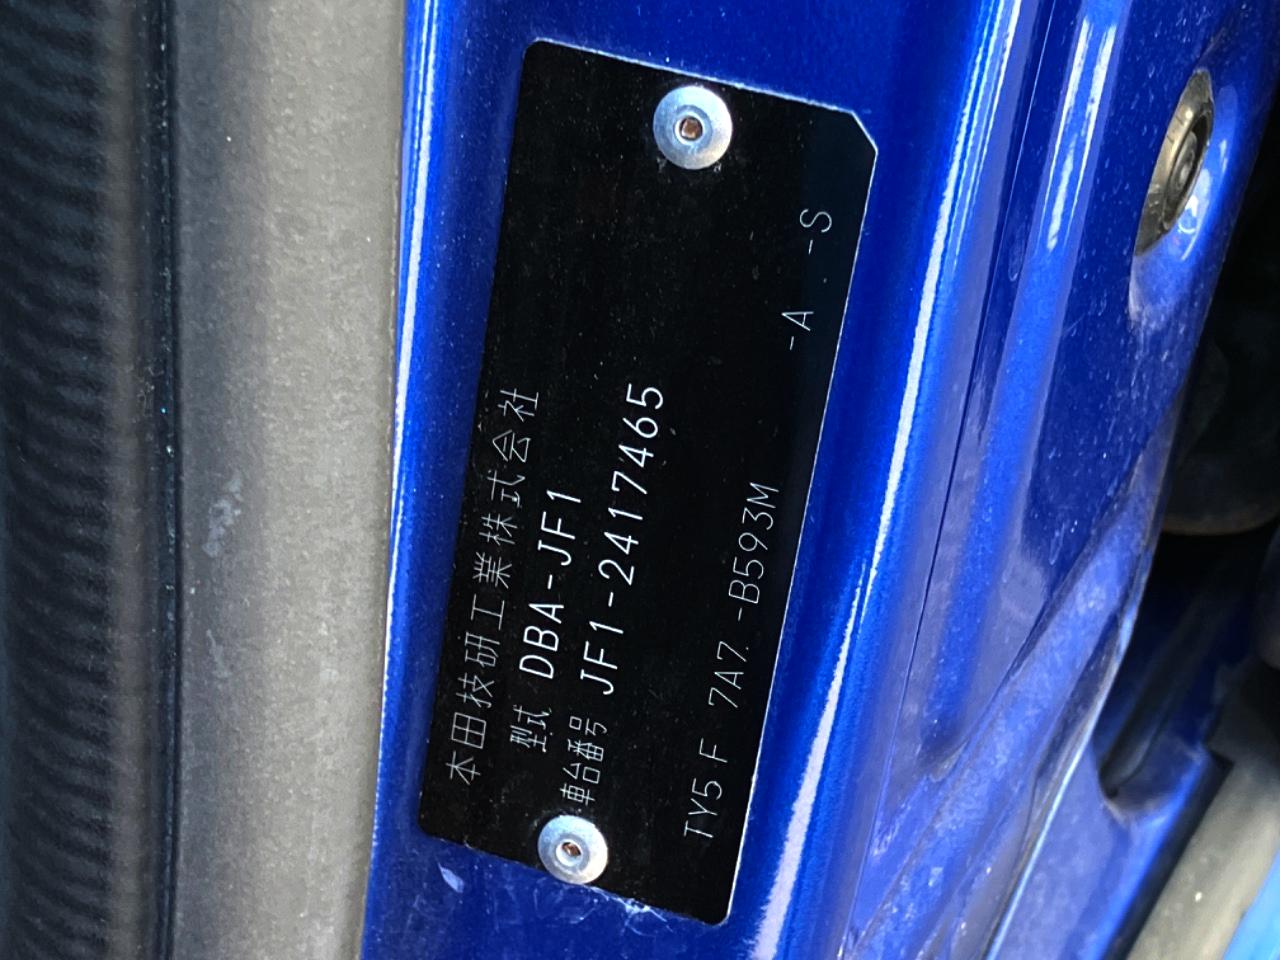 本田技研工業株式会社
型式 DBA-JF1
車台番号 JF1-2417465
TY5 F 7A7. -B593M -A . -S